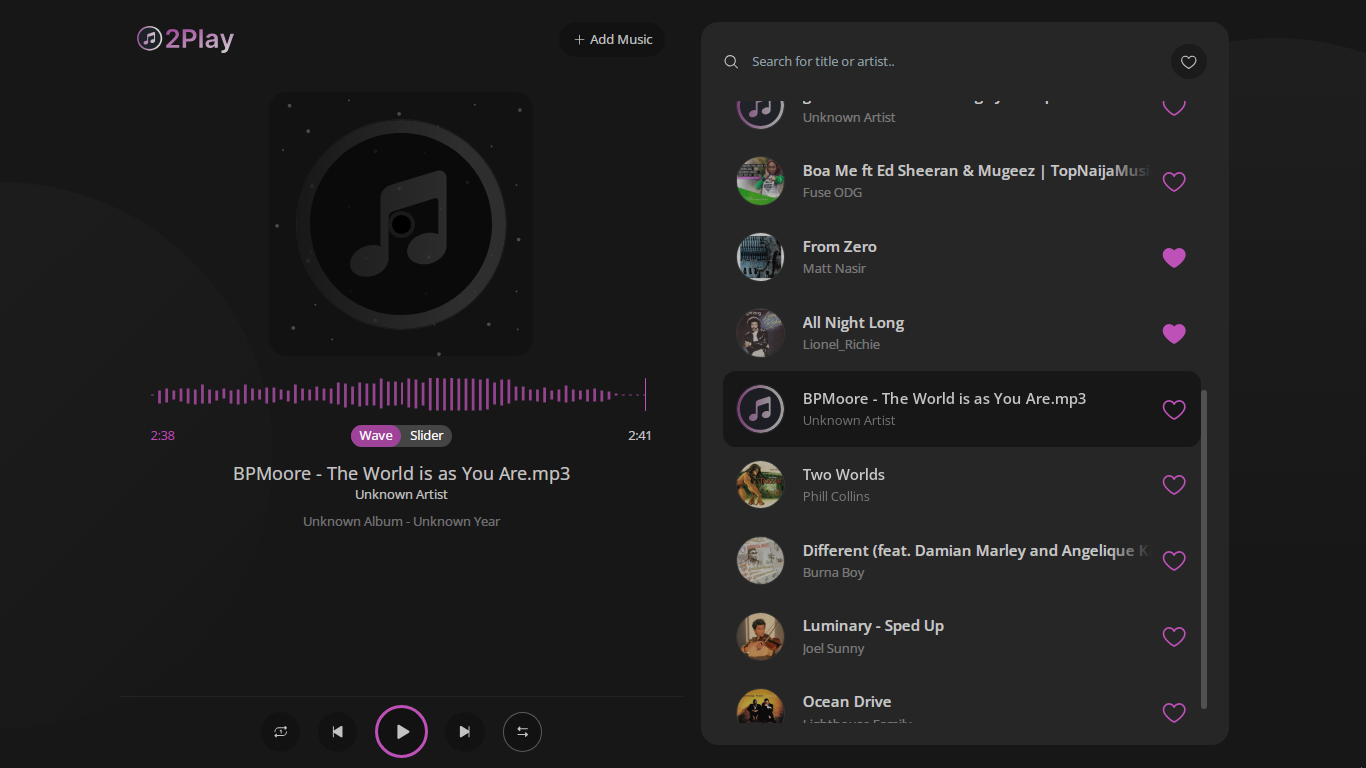 2Play
+ Add Music
2:38
Wave
Slider
2:41
BPMoore - The World is as You Are.mp3
Unknown Artist
Unknown Album - Unknown Year
Search for title or artist..
Unknown Artist
Boa Me ft Ed Sheeran & Mugeez | TopNaijaMusi
Fuse ODG
From Zero
Matt Nasir
All Night Long
Lionel_Richie
BPMoore - The World is as You Are.mp3
Unknown Artist
Two Worlds
Phill Collins
Different (feat. Damian Marley and Angelique K
Burna Boy
Luminary - Sped Up
Joel Sunny
Ocean Drive
Lighthouse Family